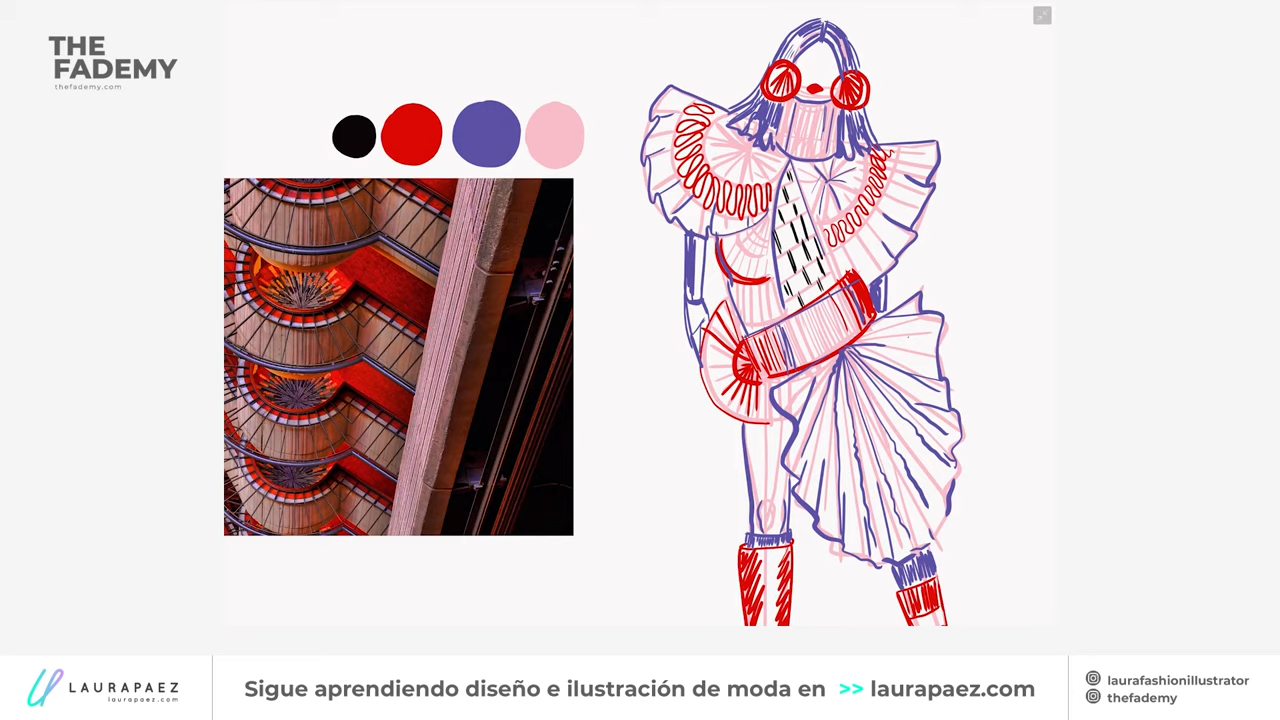 THE
FADEMY
thefademy.com
LAURAPAEZ
laurapaez.com
Sigue aprendiendo diseño e ilustración de moda en >> laurapaez.com
laurafashionillustrator
thefademy